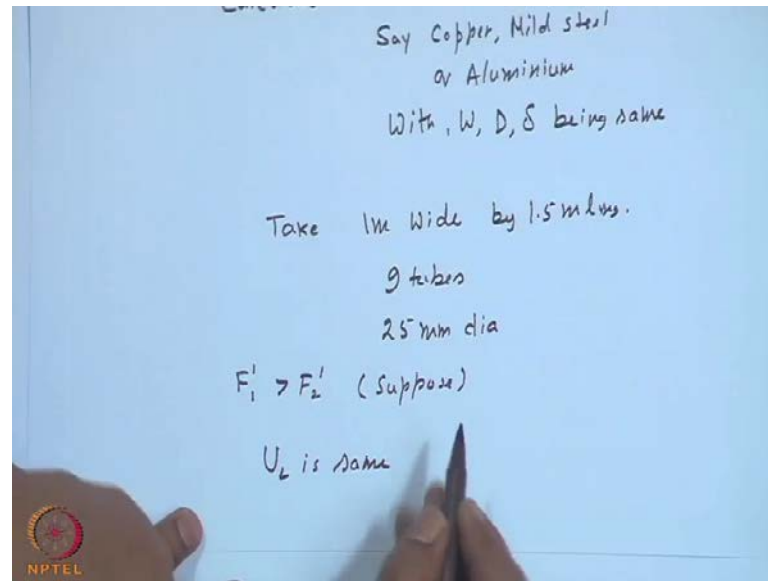 Say Copper, Mild steel
or Aluminium
With, W, D, δ being same
Take 1m Wide by 1.5 m long.
9 tubes
25 mm dia
F₁' > F₂' (Suppose)
U_L is same
NPTEL